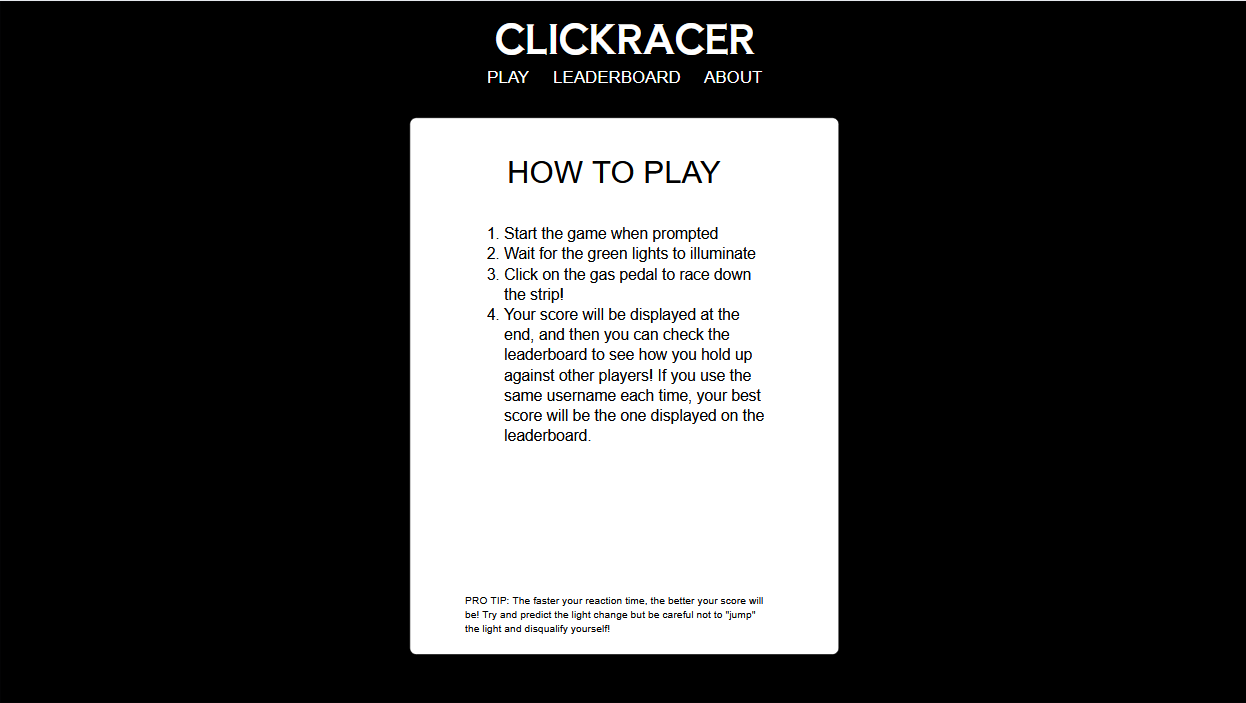 CLICKRACER
PLAY LEADERBOARD ABOUT
HOW TO PLAY
1. Start the game when prompted
2. Wait for the green lights to illuminate
3. Click on the gas pedal to race down
the strip!
4. Your score will be displayed at the
end, and then you can check the
leaderboard to see how you hold up
against other players! If you use the
same username each time, your best
score will be the one displayed on the
leaderboard.
PRO TIP: The faster your reaction time, the better your score will
be! Try and predict the light change but be careful not to "jump"
the light and disqualify yourself!